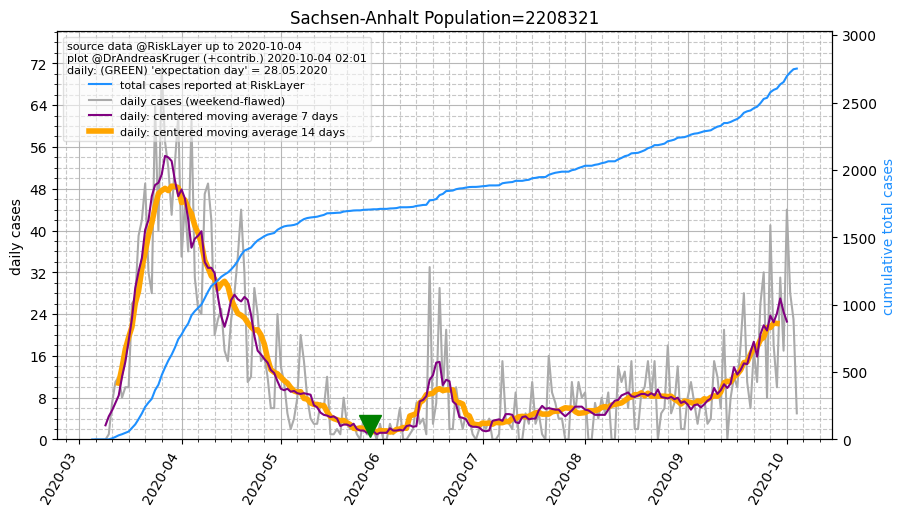 Sachsen-Anhalt Population=2208321
source data @RiskLayer up to 2020-10-04
plot @DrAndreasKruger (+contrib.) 2020-10-04 02:01
daily: (GREEN) 'expectation day' = 28.05.2020
total cases reported at RiskLayer
daily cases (weekend-flawed)
daily: centered moving average 7 days
daily: centered moving average 14 days
daily cases
72
64
56
48
40
32
24
16
8
0
cumulative total cases
3000
2500
2000
1500
1000
500
0
2020-03
2020-04
2020-05
2020-06
2020-07
2020-08
2020-09
2020-10